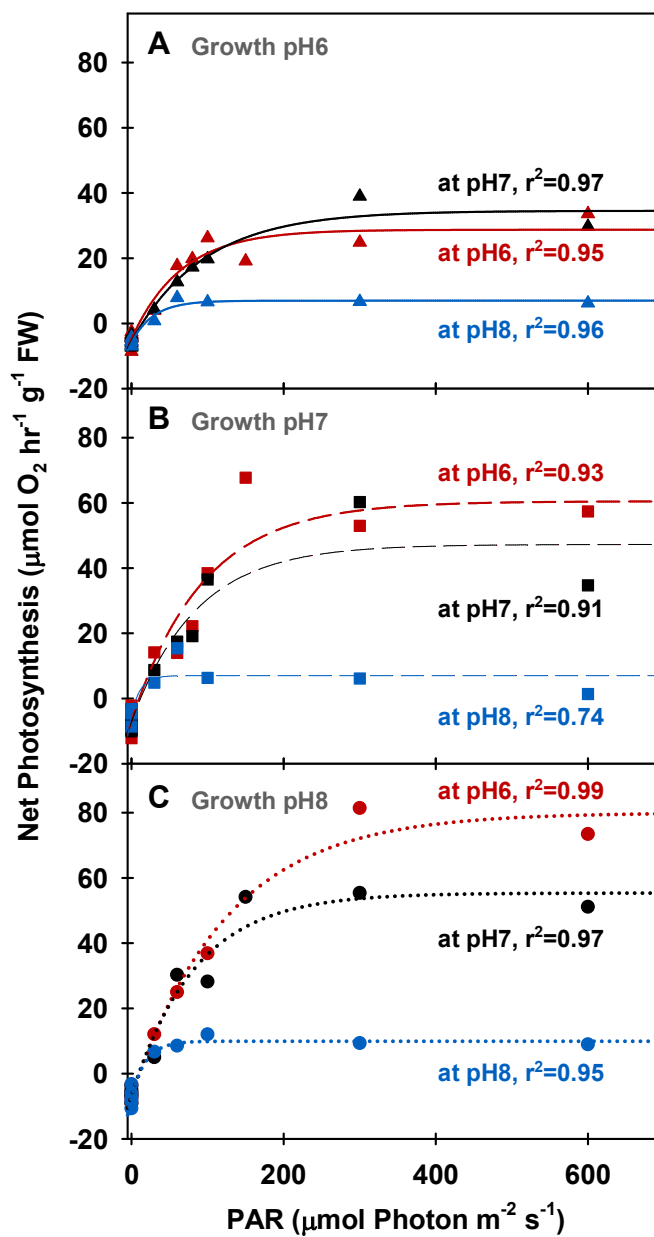 A Growth pH6
80
60
40
20
0
-20
at pH7, r²=0.97
at pH6, r²=0.95
at pH8, r²=0.96
B Growth pH7
80
60
40
20
0
-20
at pH6, r²=0.93
at pH7, r²=0.91
at pH8, r²=0.74
C Growth pH8
80
60
40
20
0
-20
at pH6, r²=0.99
at pH7, r²=0.97
at pH8, r²=0.95
0 200 400 600
PAR (μmol Photon m⁻² s⁻¹)
Net Photosynthesis (μmol O₂ hr⁻¹ g⁻¹ FW)